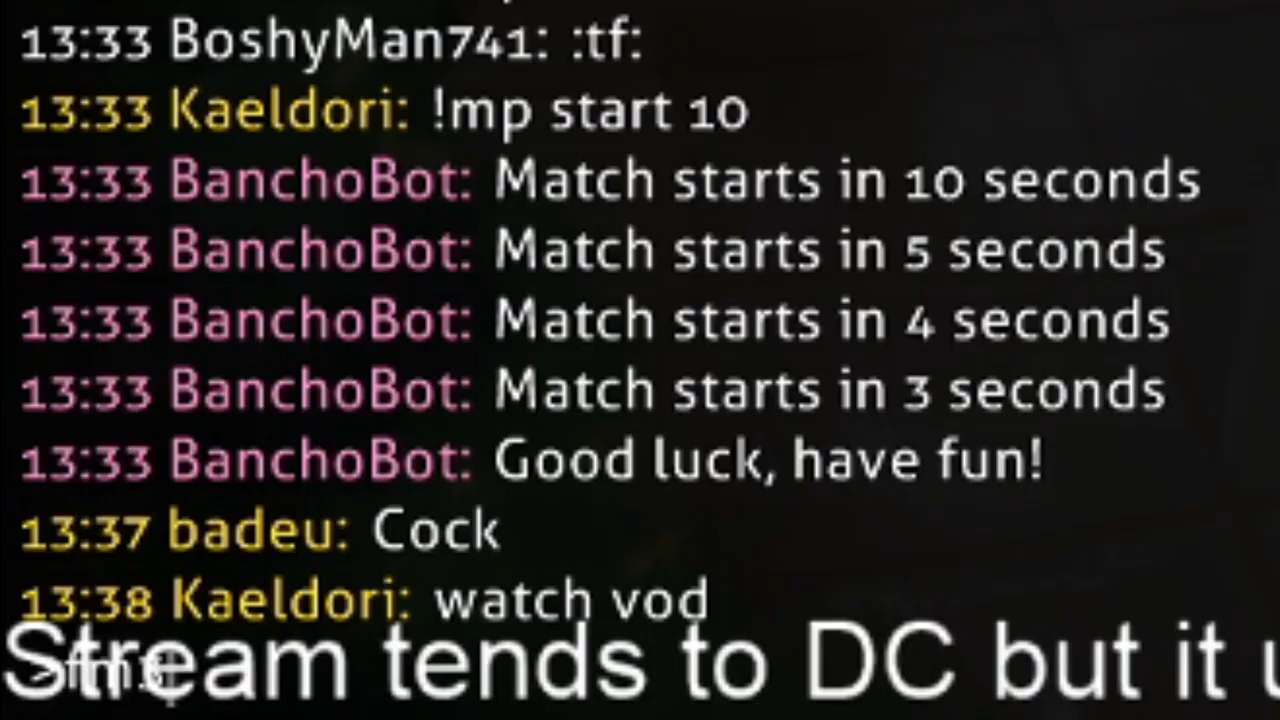 13:33 BoshyMan741: :tf:
13:33 Kaeldori: !mp start 10
13:33 BanchoBot: Match starts in 10 seconds
13:33 BanchoBot: Match starts in 5 seconds
13:33 BanchoBot: Match starts in 4 seconds
13:33 BanchoBot: Match starts in 3 seconds
13:33 BanchoBot: Good luck, have fun!
13:37 badeu: Cock
13:38 Kaeldori: watch vod
Stream tends to DC but it